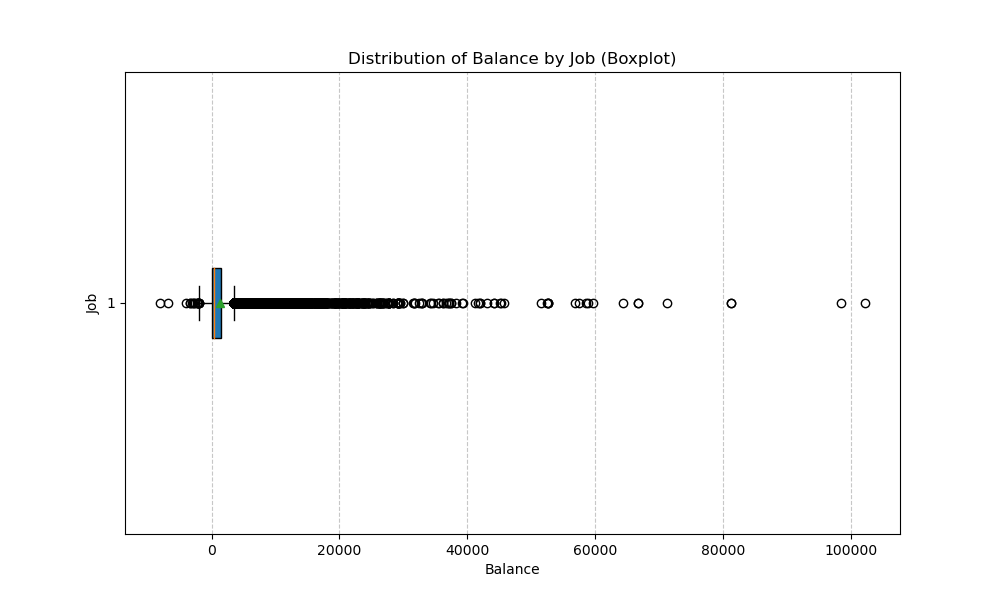 Distribution of Balance by Job (Boxplot)
Job
1
0 20000 40000 60000 80000 100000
Balance